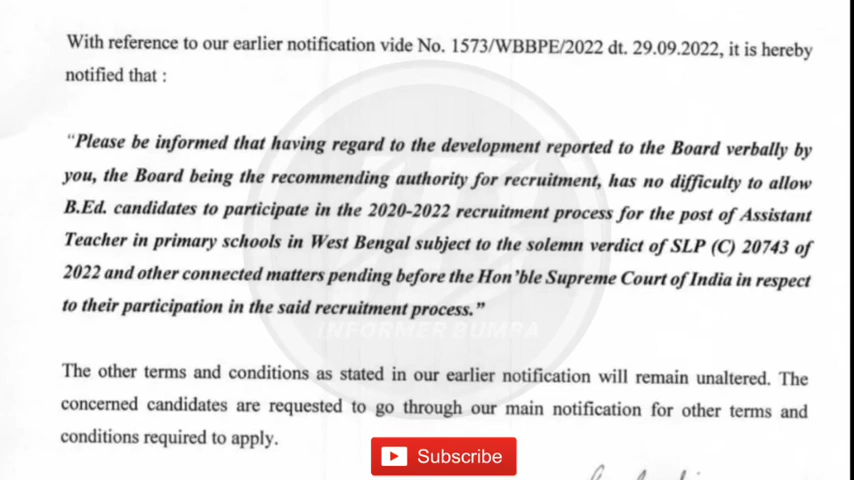 With reference to our earlier notification vide No. 1573/WBBPE/2022 dt. 29.09.2022, it is hereby
notified that :
"Please be informed that having regard to the development reported to the Board verbally by
you, the Board being the recommending authority for recruitment, has no difficulty to allow
B.Ed. candidates to participate in the 2020-2022 recruitment process for the post of Assistant
Teacher in primary schools in West Bengal subject to the solemn verdict of SLP (C) 20743 of
2022 and other connected matters pending before the Hon'ble Supreme Court of India in respect
to their participation in the said recruitment process."
INFORMER BUMBA
The other terms and conditions as stated in our earlier notification will remain unaltered. The
concerned candidates are requested to go through our main notification for other terms and
conditions required to apply.
Subscribe